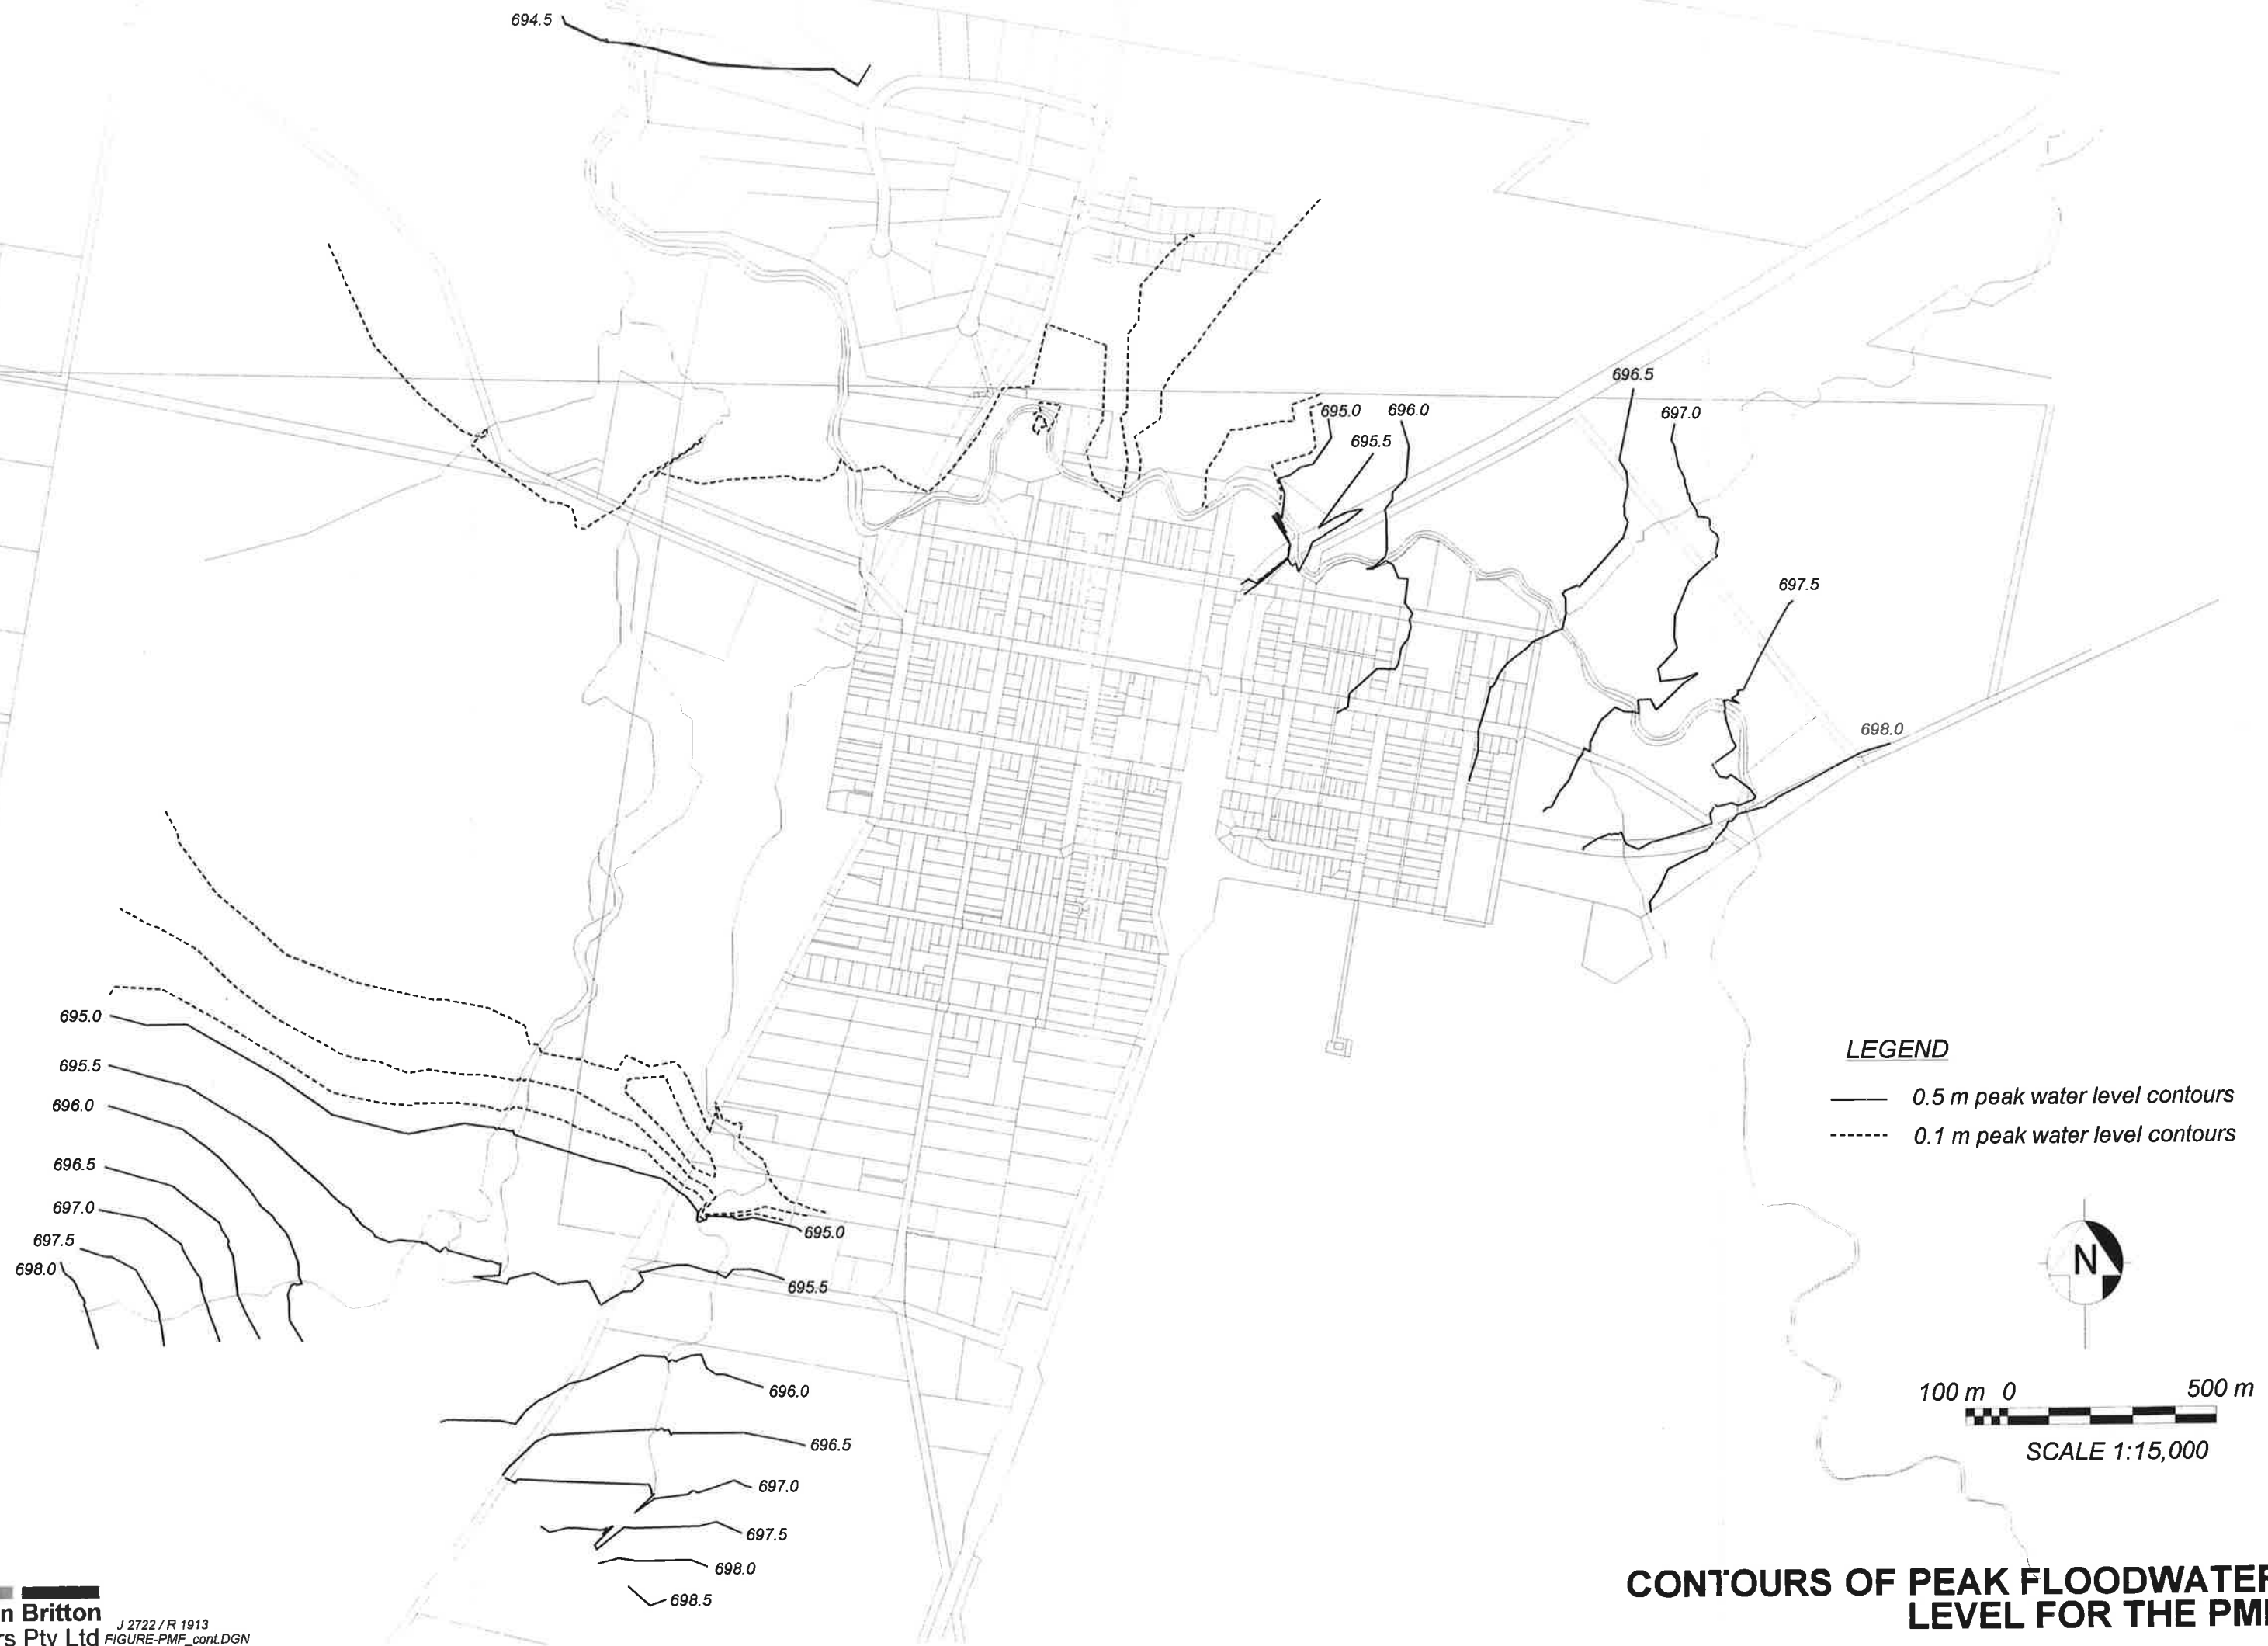 694.5
696.5
695.0
696.0
697.0
695.5
697.5
698.0
695.0
695.5
696.0
696.5
697.0
697.5
698.0
695.0
695.5
696.0
696.5
697.0
697.5
698.0
698.5
LEGEND
0.5 m peak water level contours
0.1 m peak water level contours
N
100 m 0 500 m
SCALE 1:15,000
CONTOURS OF PEAK FLOODWATER
LEVEL FOR THE PM
n Britton
rs Pty Ltd
J 2722 / R 1913
FIGURE-PMF_cont.DGN